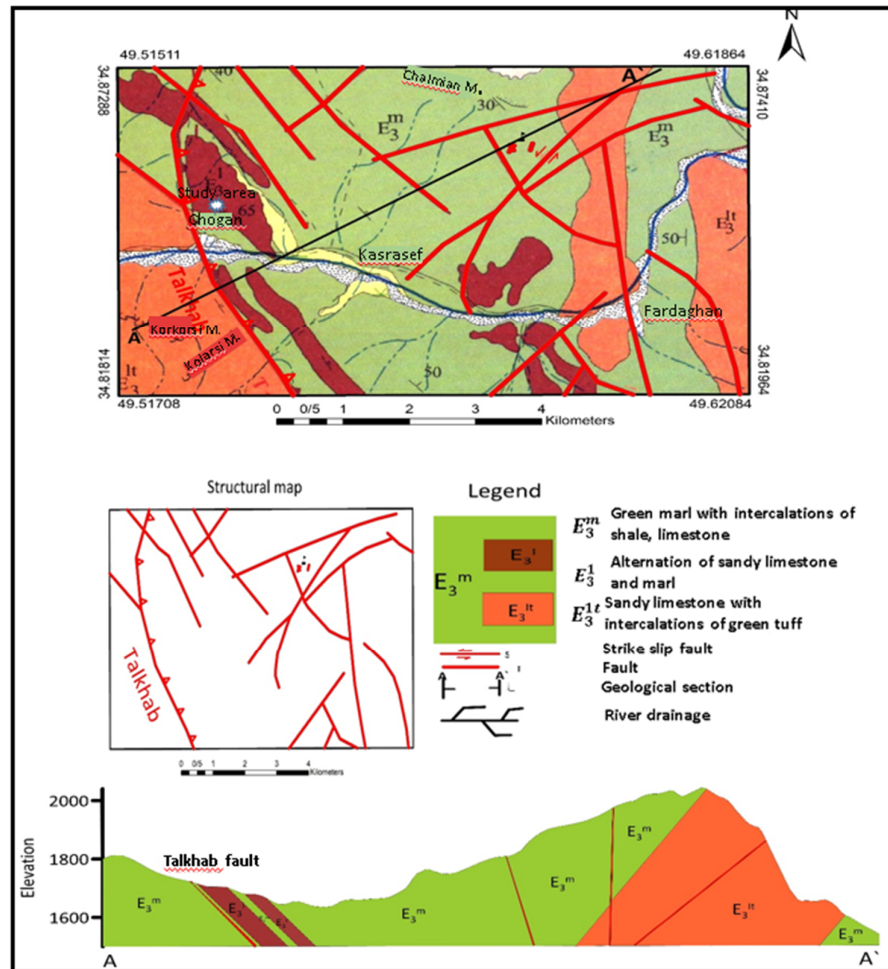 N
49.51511
49.61864
34.87288
34.87410
40
Chalmian M.
A`
30
E3m
E3m
Study area
65
Chogan
Kasrasef
50
E3lt
Talkhab
Fardaghan
A
Korkorsi M.
Kolarsi M.
50
34.81814
34.81964
49.51708
49.62084
0 0/5 1 2 3 4
Kilometers
Structural map
Talkhab
0 0/5 1 2 3 4
Kilometers
Legend
E3m
E3l
E3lt
E3m Green marl with intercalations of
shale, limestone
E31 Alternation of sandy limestone
and marl
E31t Sandy limestone with
intercalations of green tuff
Strike slip fault
Fault
A A` Geological section
River drainage
Elevation
2000
1800
1600
Talkhab fault
E3m
E3l
E3m
E3m
E3m
E3lt
E3m
A
A`